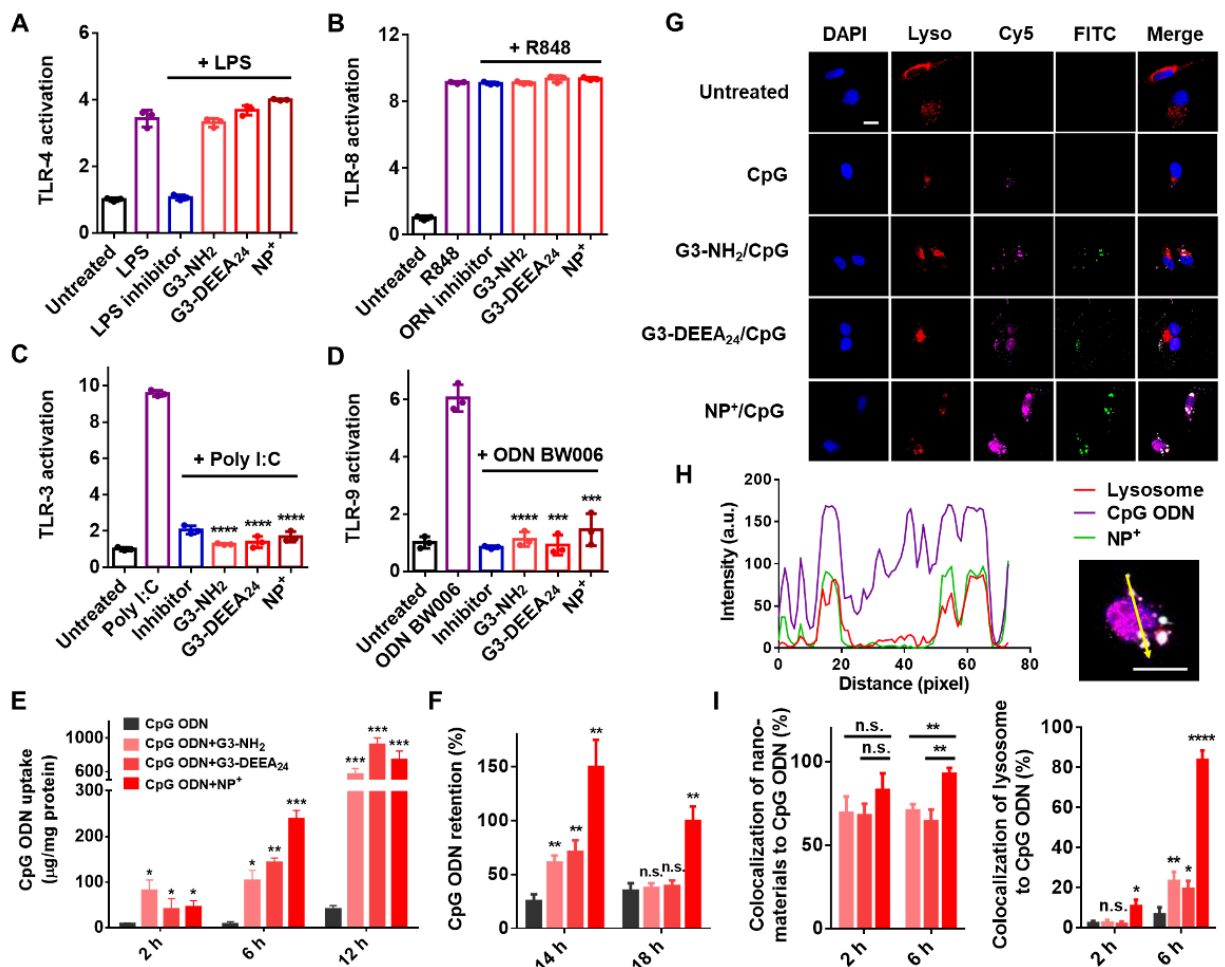 A
TLR-4 activation
6
4
2
0
+ LPS
Untreated
LPS
LPS inhibitor
G3-NH2
G3-DEEA24
NP+
B
TLR-8 activation
12
9
6
3
0
+ R848
Untreated
R848
ORN inhibitor
G3-NH2
G3-DEEA24
NP+
C
TLR-3 activation
10
8
6
4
2
0
+ Poly I:C
**** **** ****
Untreated
Poly I:C
Inhibitor
G3-NH2
G3-DEEA24
NP+
D
TLR-9 activation
8
6
4
2
0
+ ODN BW006
**** *** ***
Untreated
ODN BW006
Inhibitor
G3-NH2
G3-DEEA24
NP+
E
CpG ODN uptake
(μg/mg protein)
1000
800
600
300
200
100
0
CpG ODN
CpG ODN+G3-NH2
CpG ODN+G3-DEEA24
CpG ODN+NP+
* * *
* ** ***
*** *** ***
2 h
6 h
12 h
F
CpG ODN retention (%)
150
100
50
0
** ** **
n.s. n.s. **
14 h
18 h
G
DAPI Lyso Cy5 FITC Merge
Untreated
CpG
G3-NH2/CpG
G3-DEEA24/CpG
NP+/CpG
H
Intensity (a.u.)
200
150
100
50
0
0 20 40 60 80
Distance (pixel)
Lysosome
CpG ODN
NP+
I
Colocalization of nano-
materials to CpG ODN (%)
100
50
0
n.s.
n.s.
**
**
2 h
6 h
Colocalization of lysosome
to CpG ODN (%)
100
80
60
40
20
0
n.s. *
** * ****
2 h
6 h